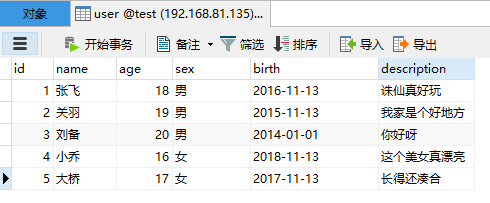 对象 user @test (192.168.81.135)...
开始事务 备注 筛选 排序 导入 导出
id name age sex birth description
1 张飞 18 男 2016-11-13 诛仙真好玩
2 关羽 19 男 2015-11-13 我家是个好地方
3 刘备 20 男 2014-01-01 你好呀
4 小乔 16 女 2018-11-13 这个美女真漂亮
5 大桥 17 女 2017-11-13 长得还凑合